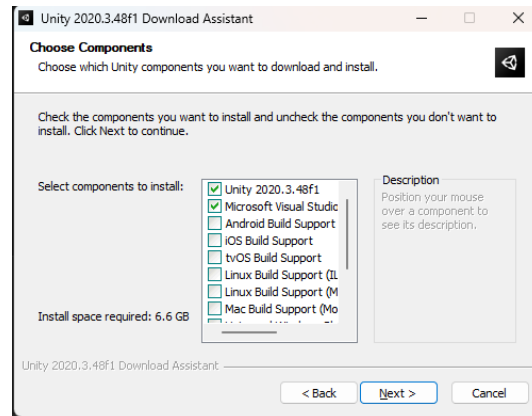 Unity 2020.3.48f1 Download Assistant
Choose Components
Choose which Unity components you want to download and install.
Check the components you want to install and uncheck the components you don't want to
install. Click Next to continue.
Select components to install:
Unity 2020.3.48f1
Microsoft Visual Studic
Android Build Support
iOS Build Support
tvOS Build Support
Linux Build Support (IL
Linux Build Support (M
Mac Build Support (Mo
Description
Position your mouse
over a component to
see its description.
Install space required: 6.6 GB
Unity 2020.3.48f1 Download Assistant
< Back
Next >
Cancel